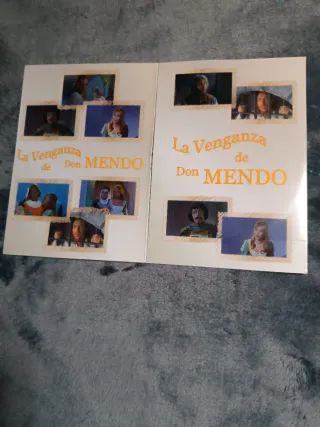 La Venganza
de Don MENDO
La Venganza
de
Don MENDO